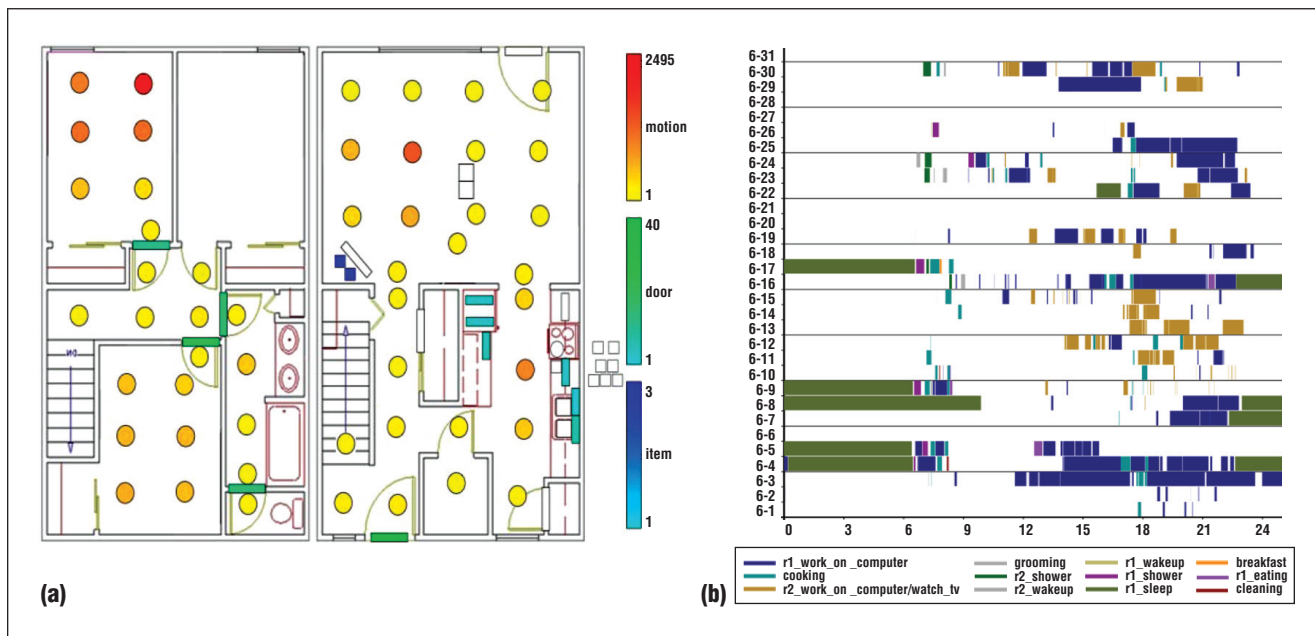 2495
motion
1
40
door
1
3
item
1
DN
(a)
6-31
6-30
6-29
6-28
6-27
6-26
6-25
6-24
6-23
6-22
6-21
6-20
6-19
6-18
6-17
6-16
6-15
6-14
6-13
6-12
6-11
6-10
6-9
6-8
6-7
6-6
6-5
6-4
6-3
6-2
6-1
0 3 6 9 12 15 18 21 24
r1_work_on _computer
cooking
r2_work_on _computer/watch_tv
grooming
r2_shower
r2_wakeup
r1_wakeup
r1_shower
r1_sleep
breakfast
r1_eating
cleaning
(b)